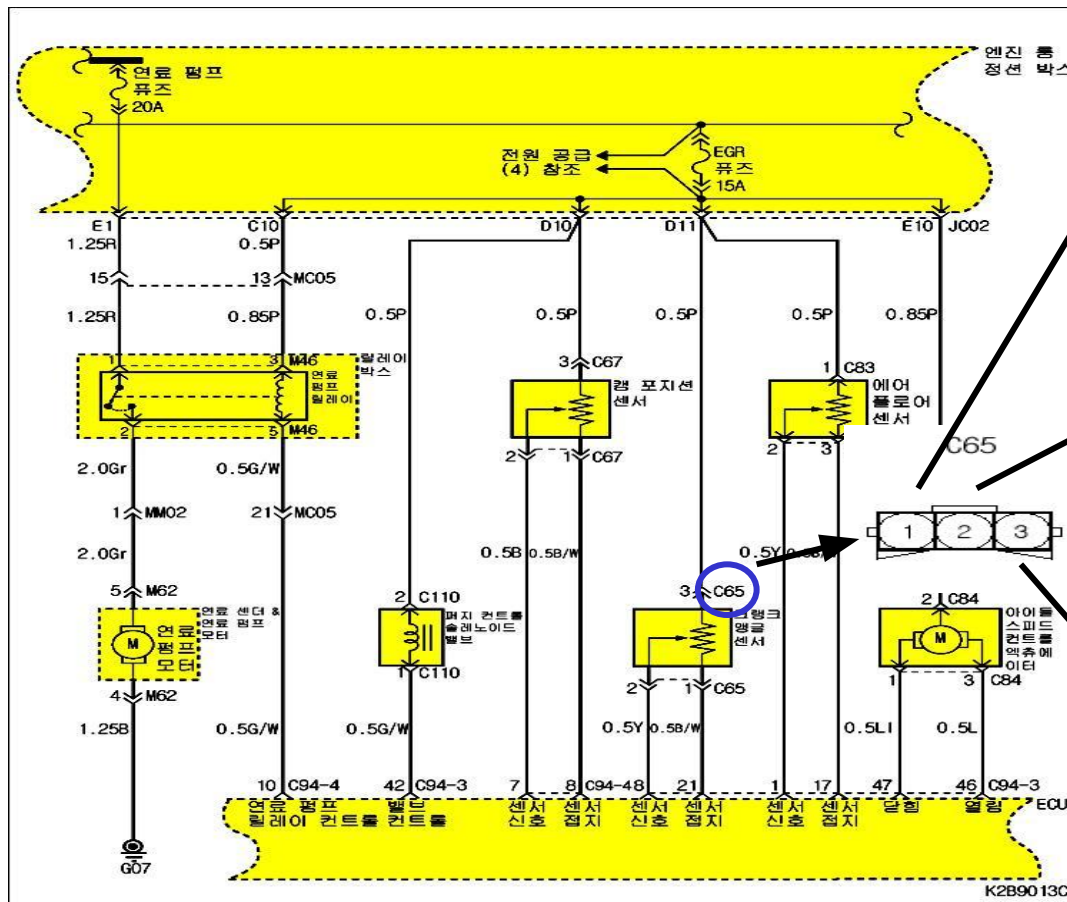 엔진 룸
정션 박스
연료 펌프
퓨즈
20A
전원 공급
(4) 참조
EGR
퓨즈
15A
E1 C10 D10 D11 E10 JC02
1.25R 0.5P
15 13 MC05
1.25R 0.85P 0.5P 0.5P 0.5P 0.5P 0.85P
1 3 M46 릴레이
박스
연료
펌프
릴레이
2 5 M46
3 C67
캠 포지션
센서
2 1 C67
1 C83
에어
플로어
센서
2 3
C65
1 2 3
2.0Gr 0.5G/W
1 MM02 21 MC05
2.0Gr 0.5B 0.5B/W 0.5Y
5 M62
연료 센더 &
연료 펌프
모터
연료
펌프
모터
M
4 M62
2 C110
퍼지 컨트롤
솔레노이드
밸브
1 C110
3 C65
크랭크
앵글
센서
2 1 C65
2 C84
아이들
스피드
컨트롤
엑츄에
이터
M
1 3 C84
1.25B 0.5G/W 0.5G/W 0.5Y 0.5B/W 0.5LI 0.5L
10 C94-4 42 C94-3 7 8 C94-4 8 21 1 17 47 46 C94-3
ECU
연료 펌프 밸브 센서 센서 센서 센서 센서 센서 닫힘 열림
릴레이 컨트롤 컨트롤 신호 접지 신호 접지 신호 접지
G07
K2B9013C